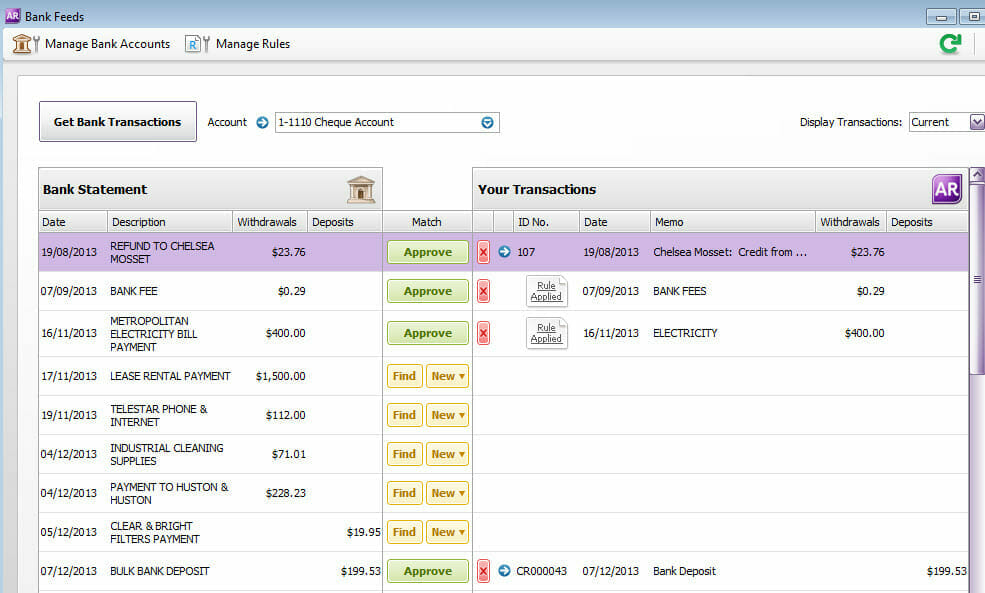 AR Bank Feeds
Manage Bank Accounts R Manage Rules
Get Bank Transactions Account 1-1110 Cheque Account Display Transactions: Current
Bank Statement Your Transactions AR
Date Description Withdrawals Deposits Match ID No. Date Memo Withdrawals Deposits
19/08/2013 REFUND TO CHELSEA
MOSSET $23.76 Approve x 107 19/08/2013 Chelsea Mosset: Credit from ... $23.76
07/09/2013 BANK FEE $0.29 Approve x Rule
Applied 07/09/2013 BANK FEES $0.29
16/11/2013 METROPOLITAN
ELECTRICITY BILL
PAYMENT $400.00 Approve x Rule
Applied 16/11/2013 ELECTRICITY $400.00
17/11/2013 LEASE RENTAL PAYMENT $1,500.00 Find New
19/11/2013 TELESTAR PHONE &
INTERNET $112.00 Find New
04/12/2013 INDUSTRIAL CLEANING
SUPPLIES $71.01 Find New
04/12/2013 PAYMENT TO HUSTON &
HUSTON $228.23 Find New
05/12/2013 CLEAR & BRIGHT
FILTERS PAYMENT $19.95 Find New
07/12/2013 BULK BANK DEPOSIT $199.53 Approve x CR000043 07/12/2013 Bank Deposit $199.53